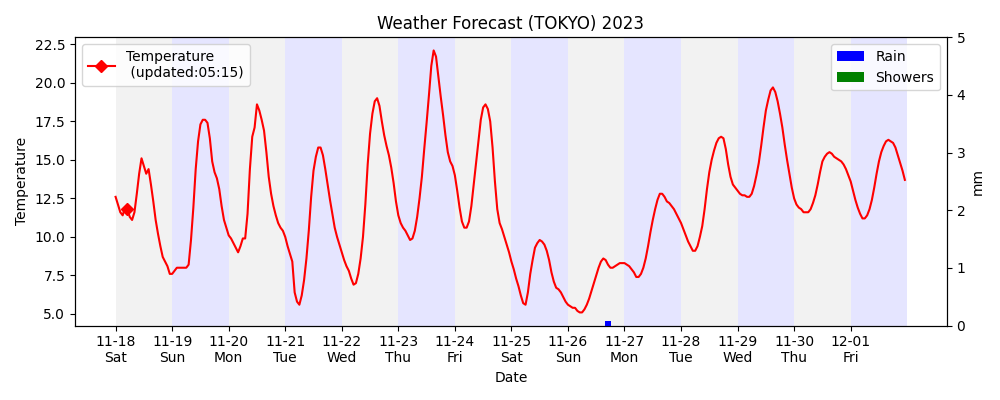 Weather Forecast (TOKYO) 2023
Temperature
(updated:05:15)
Rain
Showers
Temperature
22.5
20.0
17.5
15.0
12.5
10.0
7.5
5.0
5
4
3
2
1
0
mm
11-18 11-19 11-20 11-21 11-22 11-23 11-24 11-25 11-26 11-27 11-28 11-29 11-30 12-01
Sat Sun Mon Tue Wed Thu Fri Sat Sun Mon Tue Wed Thu Fri
Date